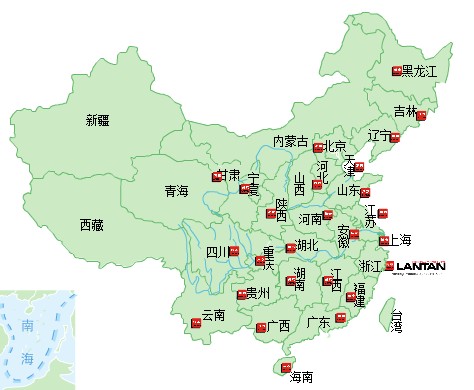 黑龙江
吉林
辽宁
新疆
内蒙古
北京
天津
河北
山西
山东
甘肃
宁夏
青海
陕西
河南
江苏
安徽
上海
西藏
四川
重庆
湖北
浙江
LANTAN
湖南
江西
福建
贵州
云南
广西
广东
台湾
海南
南海